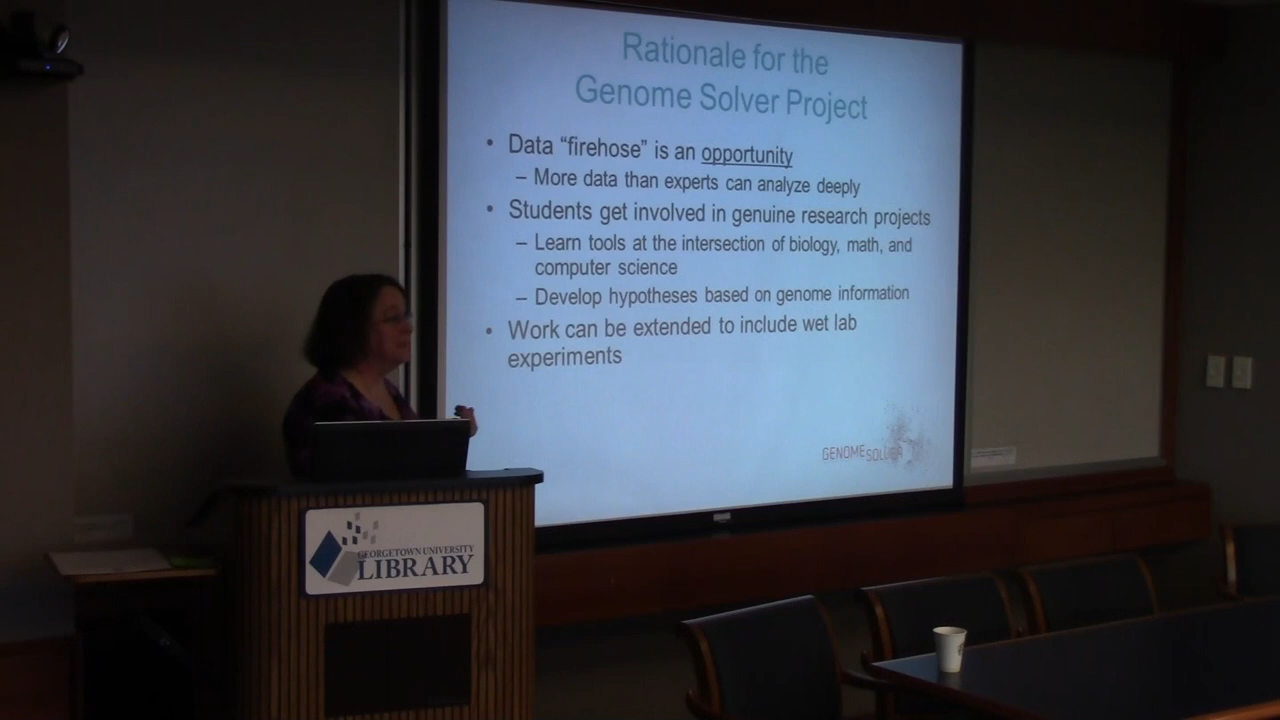 Rationale for the
Genome Solver Project
• Data “firehose” is an opportunity
– More data than experts can analyze deeply
• Students get involved in genuine research projects
– Learn tools at the intersection of biology, math, and
computer science
– Develop hypotheses based on genome information
• Work can be extended to include wet lab
experiments
GENOME SOLVER
GEORGETOWN UNIVERSITY
LIBRARY